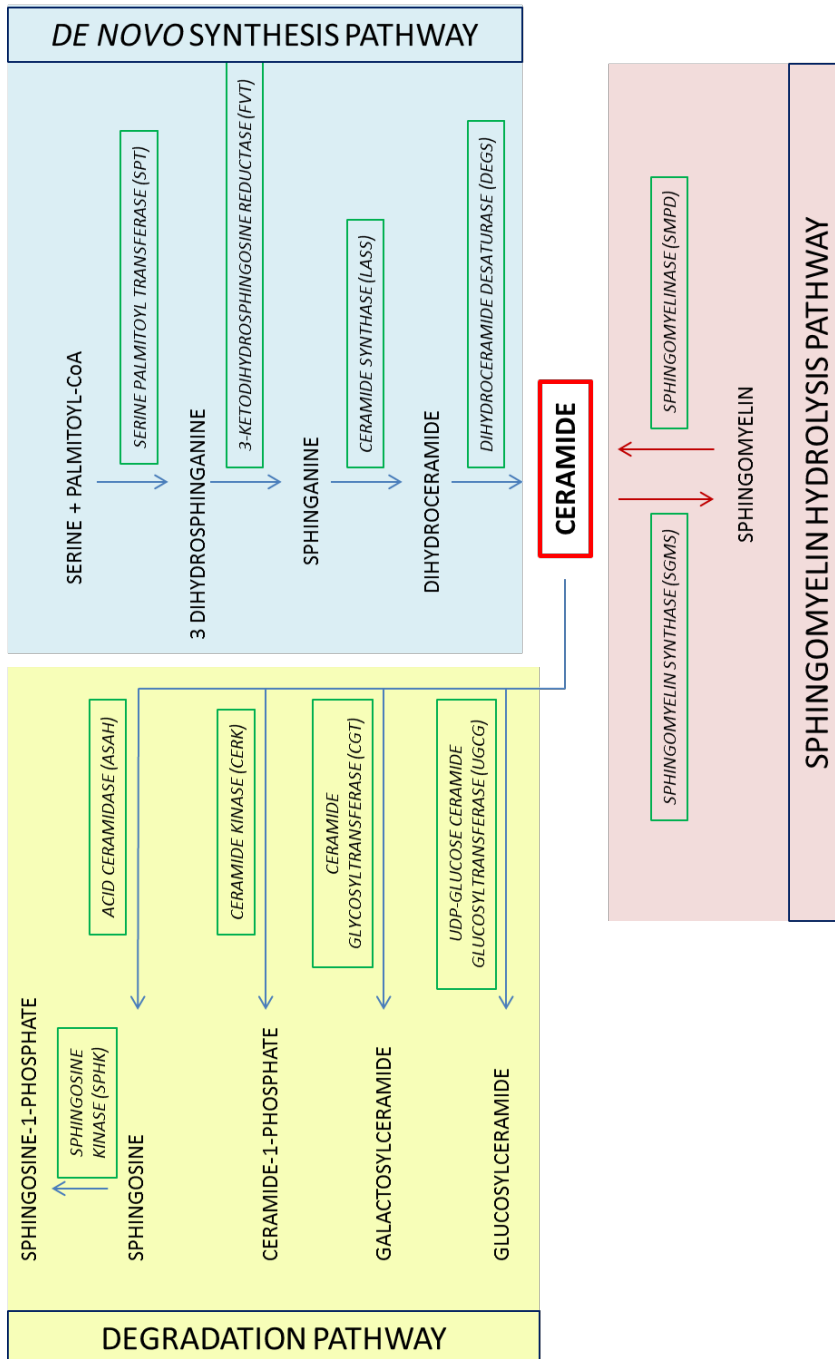 DE NOVO SYNTHESIS PATHWAY
SERINE + PALMITOYL-CoA
SERINE PALMITOYL TRANSFERASE (SPT)
3 DIHYDROSPHINGANINE
3-KETODIHYDROSPHINGOSINE REDUCTASE (FVT)
SPHINGANINE
CERAMIDE SYNTHASE (LASS)
DIHYDROCERAMIDE
DIHYDROCERAMIDE DESATURASE (DEGS)
CERAMIDE
SPHINGOMYELIN SYNTHASE (SGMS)
SPHINGOMYELINASE (SMPD)
SPHINGOMYELIN
SPHINGOMYELIN HYDROLYSIS PATHWAY
DEGRADATION PATHWAY
SPHINGOSINE-1-PHOSPHATE
SPHINGOSINE
KINASE (SPHK)
SPHINGOSINE
ACID CERAMIDASE (ASAH)
CERAMIDE-1-PHOSPHATE
CERAMIDE KINASE (CERK)
GALACTOSYLCERAMIDE
CERAMIDE
GLYCOSYLTRANSFERASE (CGT)
GLUCOSYLCERAMIDE
UDP-GLUCOSE CERAMIDE
GLUCOSYLTRANSFERASE (UGCG)